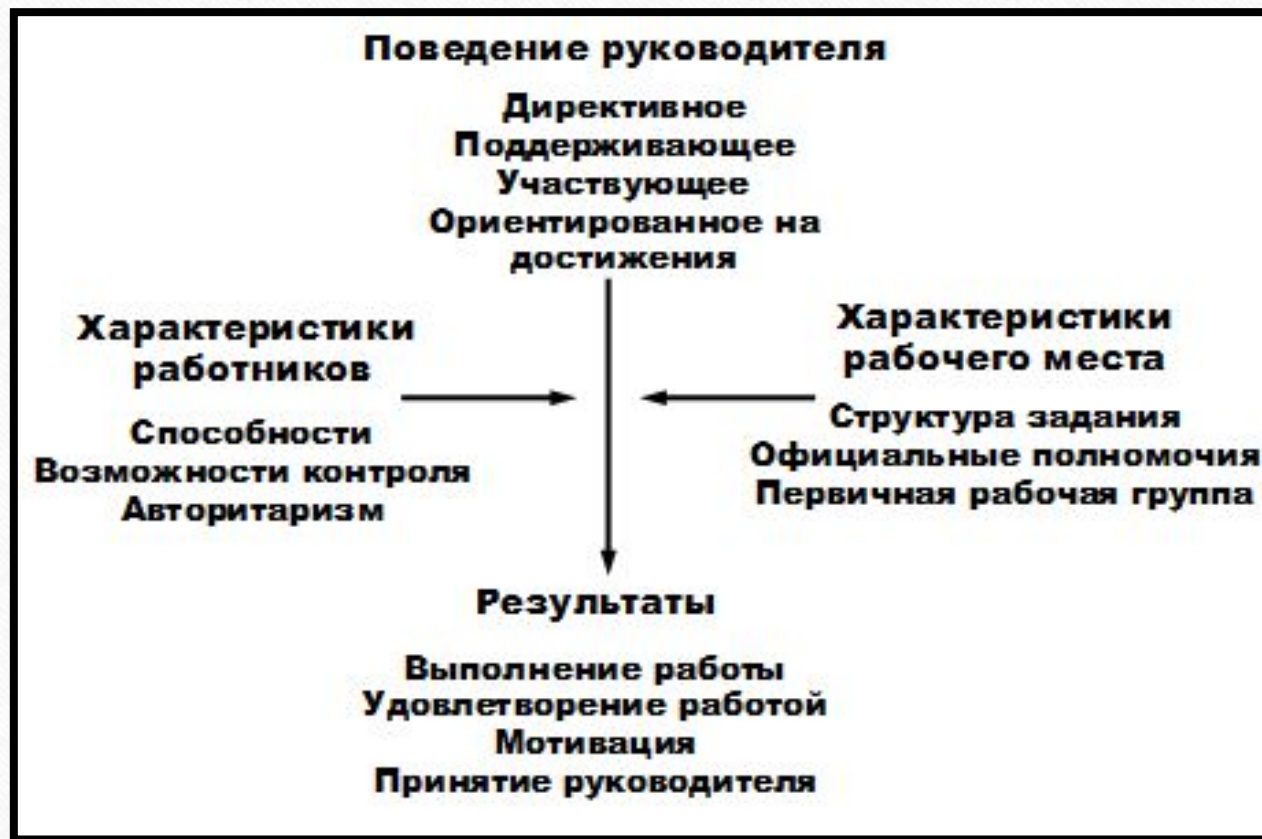 Поведение руководителя
Директивное
Поддерживающее
Участвующее
Ориентированное на
достижения
Характеристики
работников
Способности
Возможности контроля
Авторитаризм
Характеристики
рабочего места
Структура задания
Официальные полномочия
Первичная рабочая группа
Результаты
Выполнение работы
Удовлетворение работой
Мотивация
Принятие руководителя